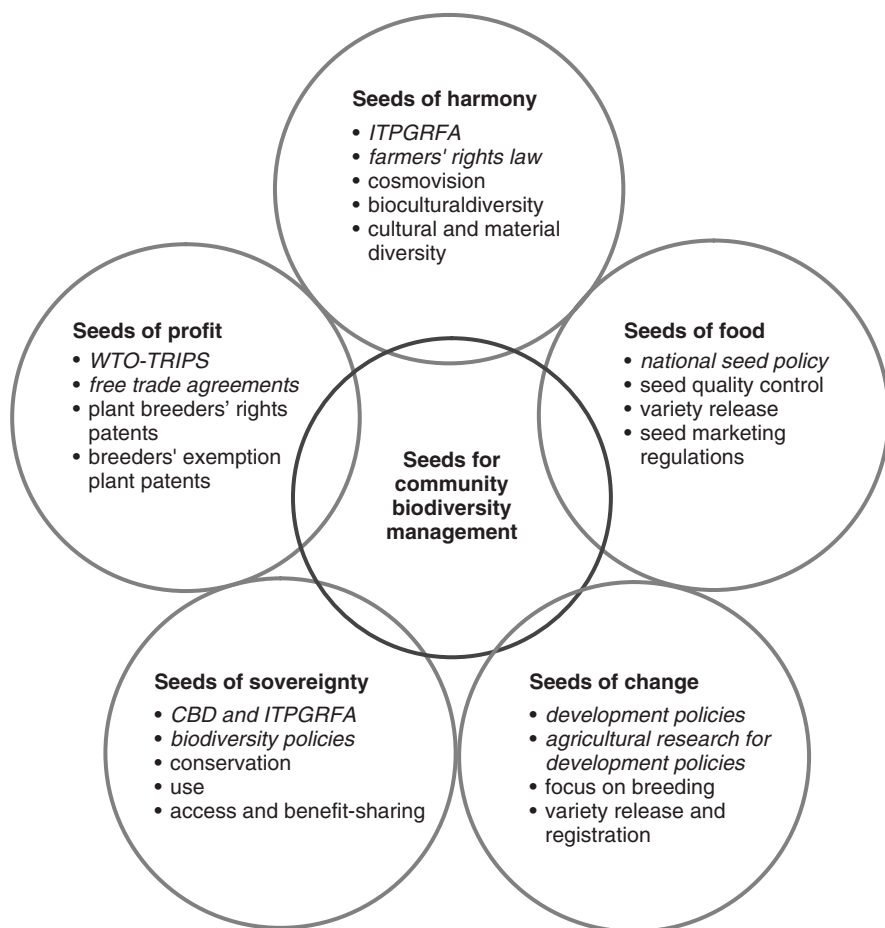 Seeds of harmony
• ITPGRFA
• farmers' rights law
• cosmovision
• bioculturaldiversity
• cultural and material
diversity
Seeds of profit
• WTO-TRIPS
• free trade agreements
• plant breeders’ rights
patents
• breeders' exemption
plant patents
Seeds of food
• national seed policy
• seed quality control
• variety release
• seed marketing
regulations
Seeds for
community
biodiversity
management
Seeds of sovereignty
• CBD and ITPGRFA
• biodiversity policies
• conservation
• use
• access and benefit-sharing
Seeds of change
• development policies
• agricultural research for
development policies
• focus on breeding
• variety release and
registration